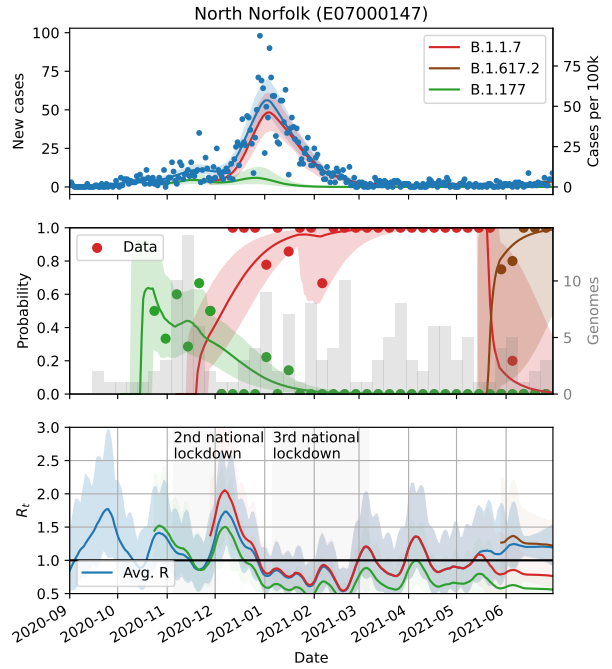 North Norfolk (E07000147)
100
75
50
25
0
New cases
75
50
25
0
Cases per 100k
B.1.1.7
B.1.617.2
B.1.177
1.0
0.8
0.6
0.4
0.2
0.0
Probability
Data
10
5
0
Genomes
3.0
2.5
2.0
1.5
1.0
0.5
Rt
2nd national
lockdown
3rd national
lockdown
Avg. R
2020-09
2020-10
2020-11
2020-12
2021-01
2021-02
2021-03
2021-04
2021-05
2021-06
Date